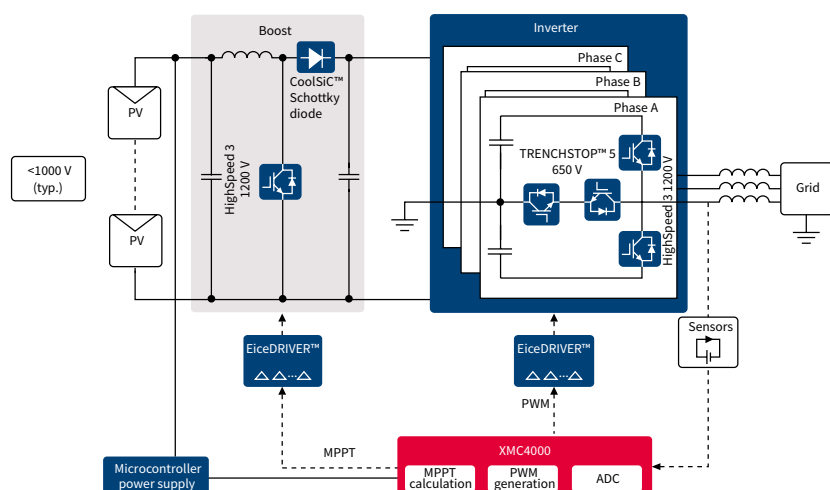 Boost
Inverter
CoolSiC™
Schottky
diode
PV
<1000 V
(typ.)
PV
HighSpeed 3
1200 V
Phase C
Phase B
Phase A
TRENCHSTOP™ 5
650 V
HighSpeed 3 1200 V
Grid
Sensors
EiceDRIVER™
EiceDRIVER™
PWM
MPPT
XMC4000
MPPT
calculation
PWM
generation
ADC
Microcontroller
power supply